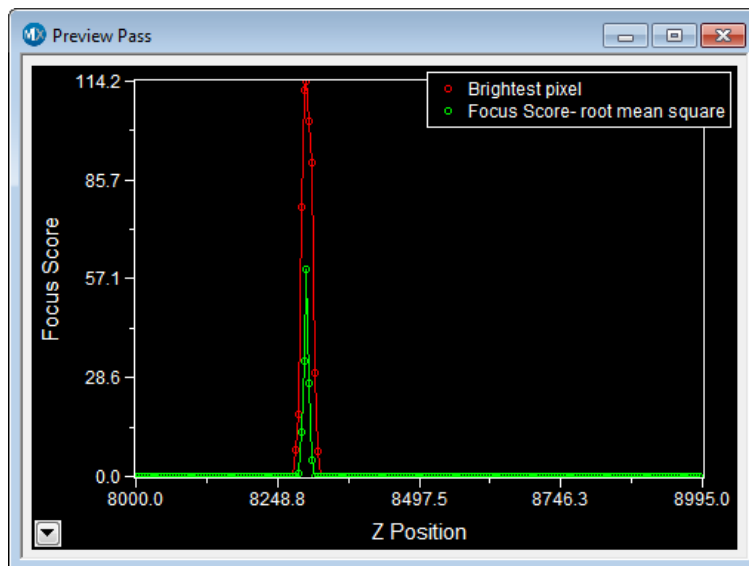 MX Preview Pass
Brightest pixel
Focus Score- root mean square
114.2
85.7
57.1
28.6
0.0
Focus Score
8000.0 8248.8 8497.5 8746.3 8995.0
Z Position